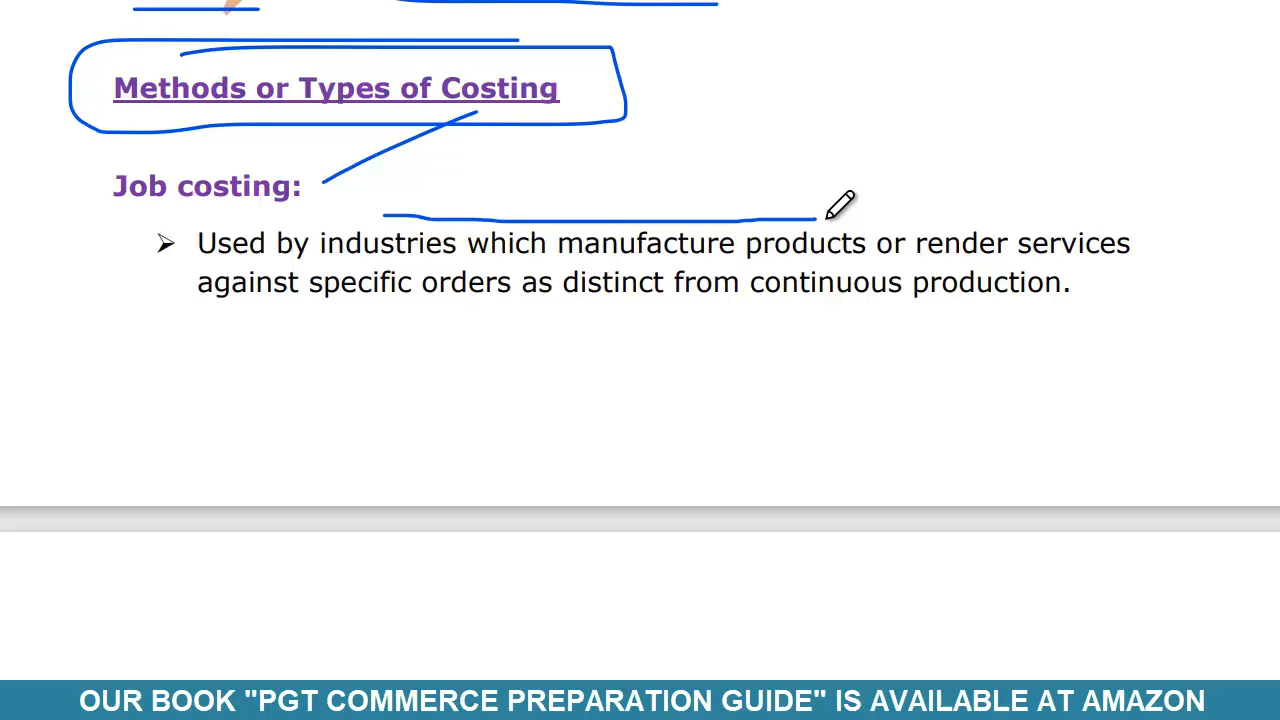 Methods or Types of Costing
Job costing:
➢ Used by industries which manufacture products or render services
against specific orders as distinct from continuous production.
OUR BOOK "PGT COMMERCE PREPARATION GUIDE" IS AVAILABLE AT AMAZON